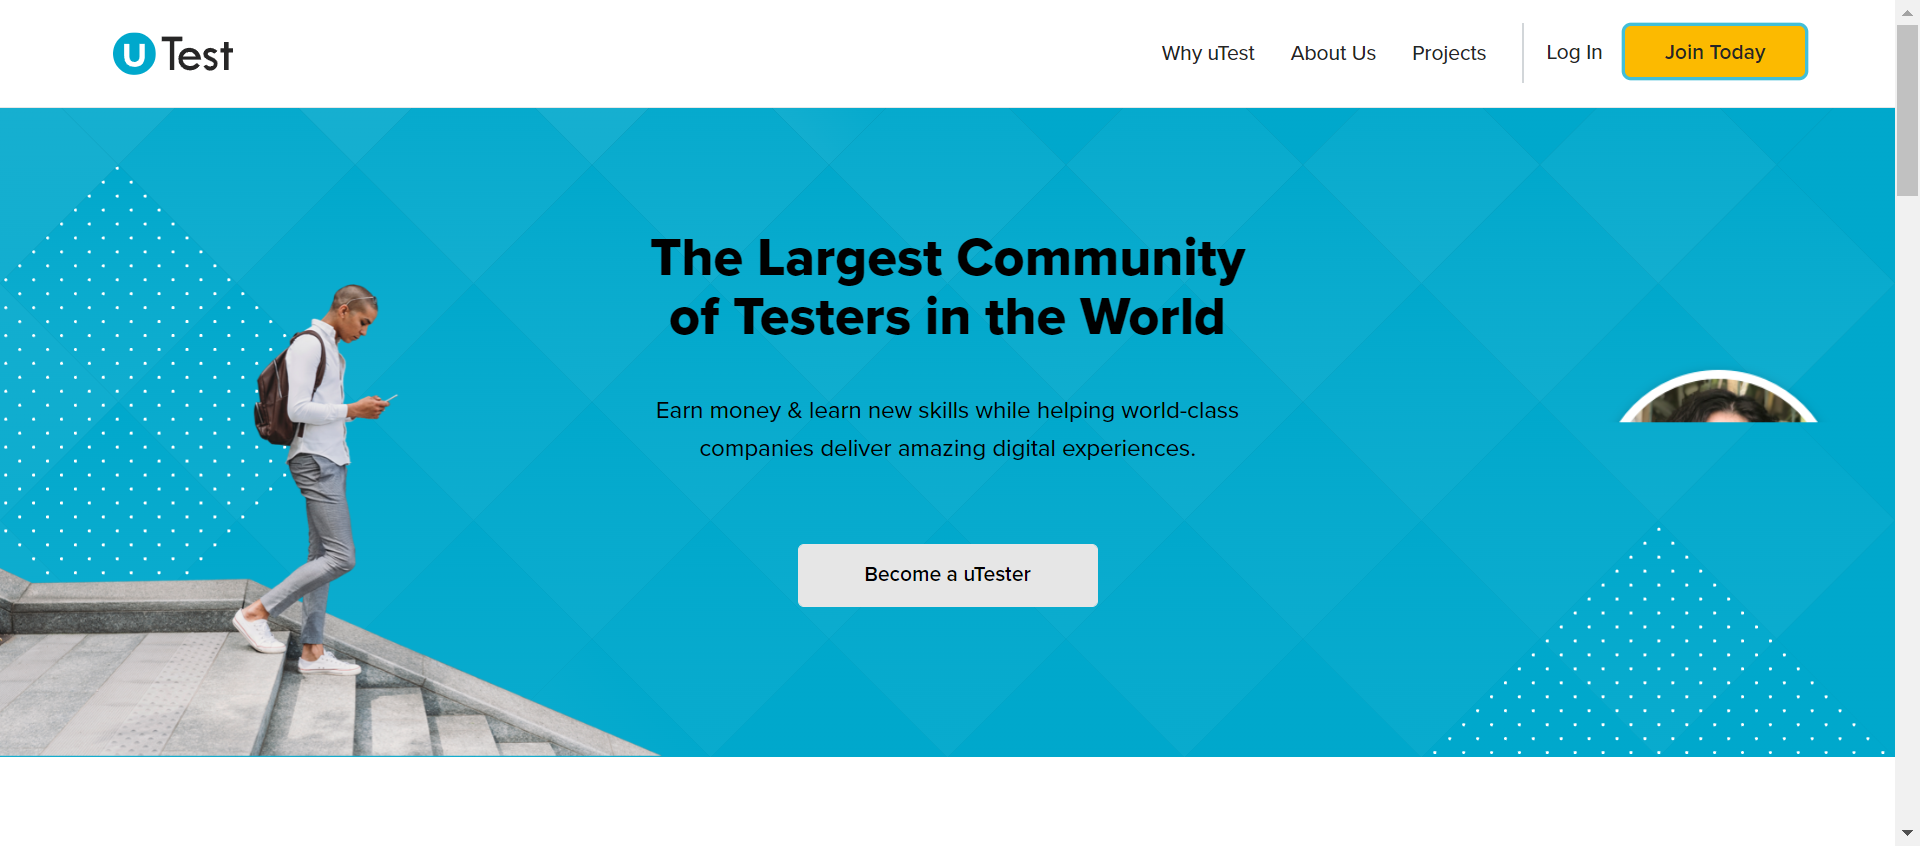 U Test
Why uTest
About Us
Projects
Log In
Join Today
The Largest Community
of Testers in the World
Earn money & learn new skills while helping world-class
companies deliver amazing digital experiences.
Become a uTester